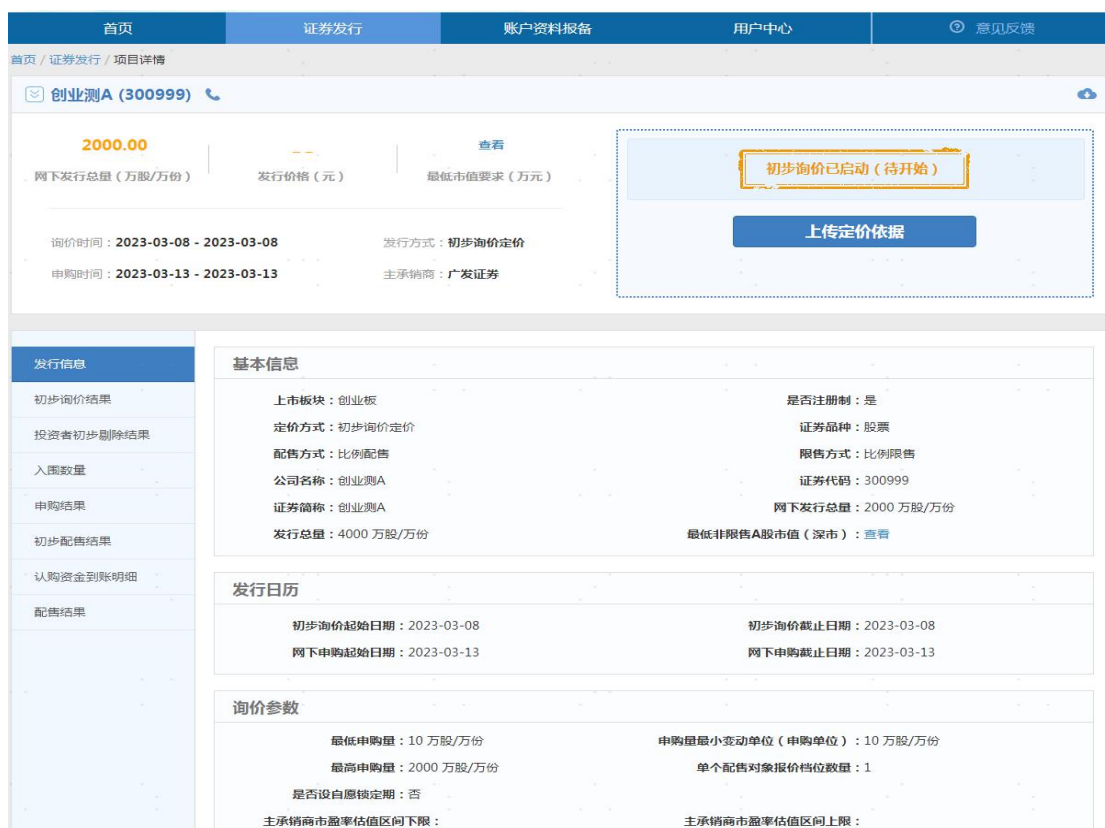 首页 证券发行 账户资料报备 用户中心 意见反馈
首页 / 证券发行 / 项目详情
创业测A (300999)
2000.00 -- 查看
网下发行总量（万股/万份） 发行价格（元） 最低市值要求（万元）
初步询价已启动（待开始）
上传定价依据
询价时间：2023-03-08 - 2023-03-08 发行方式：初步询价定价
申购时间：2023-03-13 - 2023-03-13 主承销商：广发证券
发行信息
初步询价结果
投资者初步剔除结果
入围数量
申购结果
初步配售结果
认购资金到账明细
配售结果
基本信息
上市板块：创业板 是否注册制：是
定价方式：初步询价定价 证券品种：股票
配售方式：比例配售 限售方式：比例限售
公司名称：创业测A 证券代码：300999
证券简称：创业测A 网下发行总量：2000 万股/万份
发行总量：4000 万股/万份 最低非限售A股市值（深市）：查看
发行日历
初步询价起始日期：2023-03-08 初步询价截止日期：2023-03-08
网下申购起始日期：2023-03-13 网下申购截止日期：2023-03-13
询价参数
最低申购量：10 万股/万份 申购量最小变动单位（申购单位）：10 万股/万份
最高申购量：2000 万股/万份 单个配售对象报价档位数量：1
是否设自愿锁定期：否
主承销商市盈率估值区间下限： 主承销商市盈率估值区间上限：